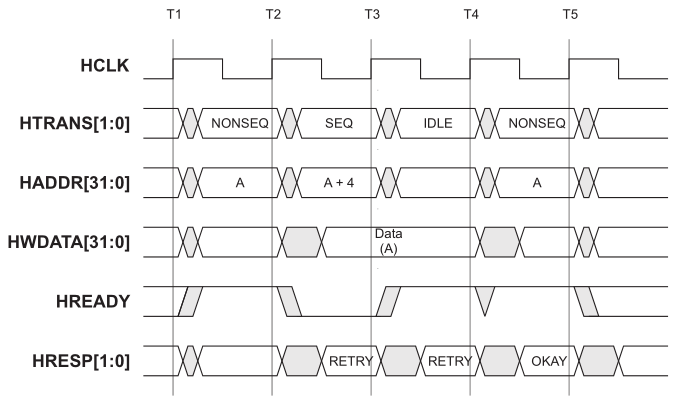 T1 T2 T3 T4 T5
HCLK
HTRANS[1:0] NONSEQ SEQ IDLE NONSEQ
HADDR[31:0] A A + 4 A
HWDATA[31:0] Data
(A)
HREADY
HRESP[1:0] RETRY RETRY OKAY